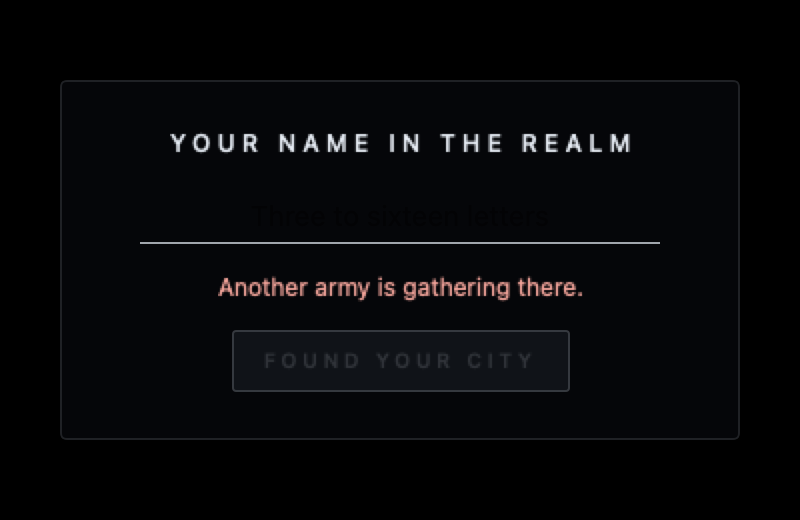 YOUR NAME IN THE REALM
Three to sixteen letters
Another army is gathering there.
FOUND YOUR CITY